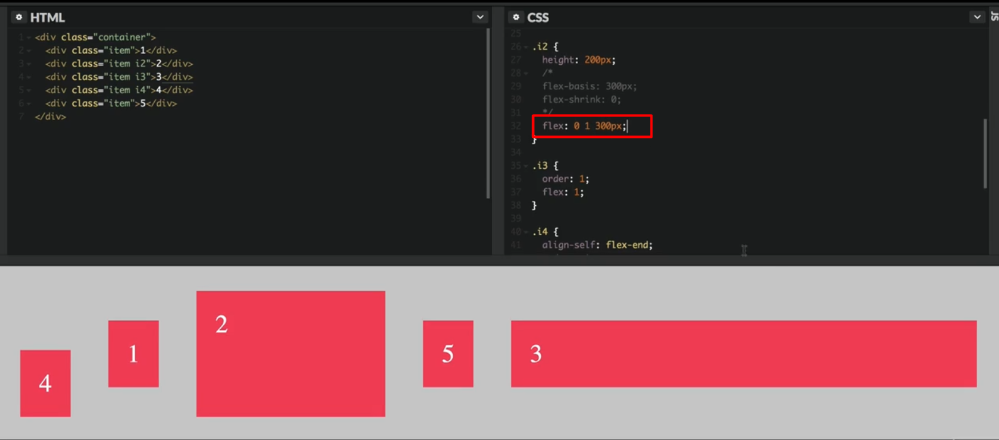 HTML
1 <div class="container">
2 <div class="item">1</div>
3 <div class="item i2">2</div>
4 <div class="item i3">3</div>
5 <div class="item i4">4</div>
6 <div class="item">5</div>
7 </div>
CSS
25
26 .i2 {
27 height: 200px;
28 /*
29 flex-basis: 300px;
30 flex-shrink: 0;
31 */
32 flex: 0 1 300px;
33 }
34
35 .i3 {
36 order: 1;
37 flex: 1;
38 }
39
40 .i4 {
41 align-self: flex-end;
JS
4
1
2
5
3